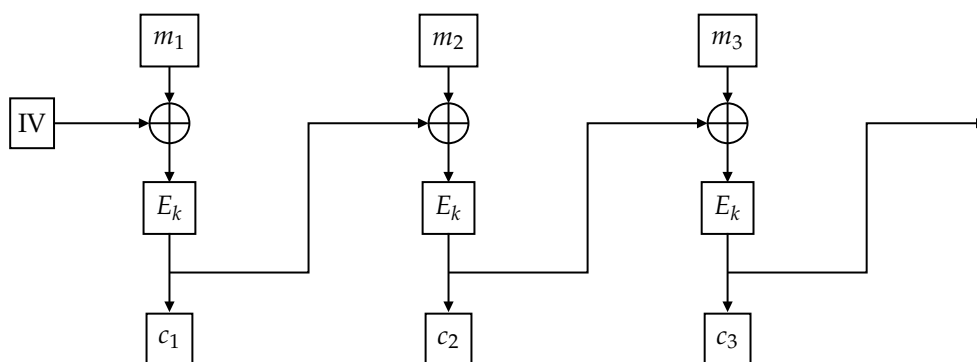 m₁ m₂ m₃
IV
Eₖ Eₖ Eₖ
c₁ c₂ c₃